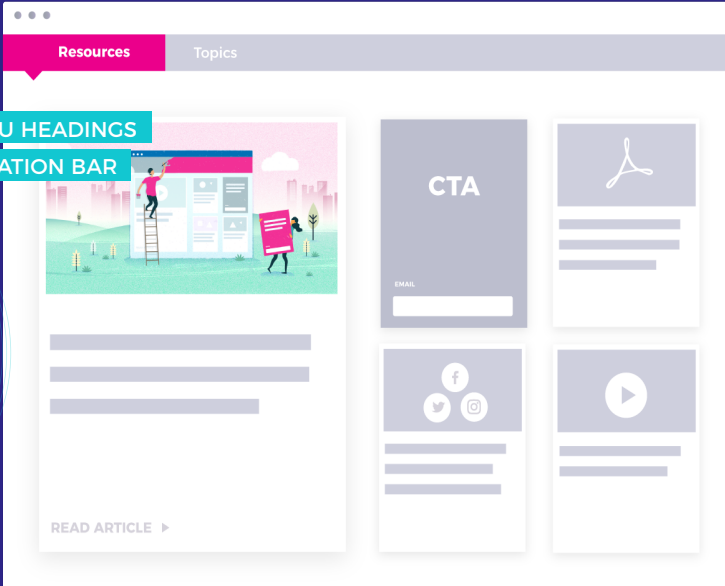 Resources
Topics
U HEADINGS
ATION BAR
CTA
EMAIL
READ ARTICLE